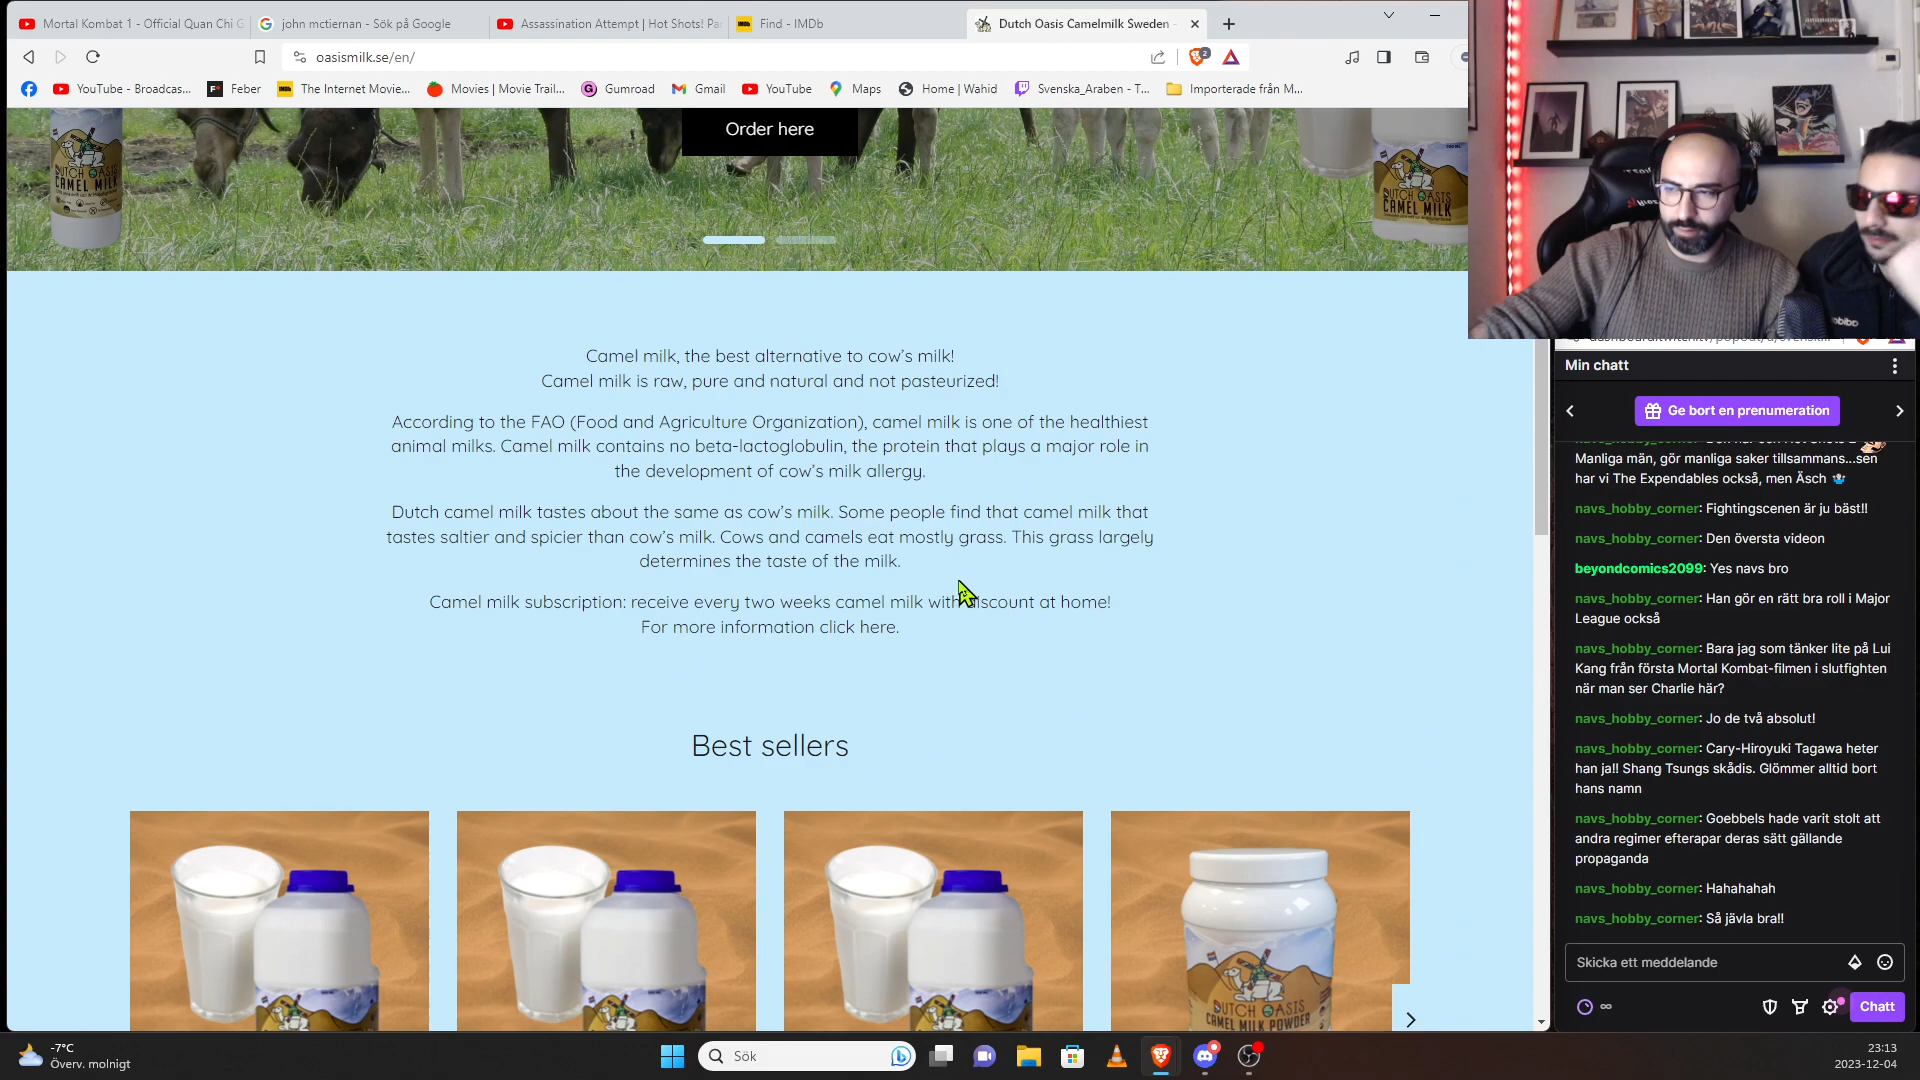 Mortal Kombat 1 - Official Quan Chi G
john mctiernan - Sök på Google
Assassination Attempt | Hot Shots! Pa
Find - IMDb
Dutch Oasis Camelmilk Sweden -
oasismilk.se/en/
2
YouTube - Broadcas...
Feber
The Internet Movie...
Movies | Movie Trail...
Gumroad
Gmail
YouTube
Maps
Home | Wahid
Svenska_Araben - T...
Importerade från M...
Order here
DUTCH OASIS
CAMEL MILK
DUTCH OASIS
CAMEL MILK
Camel milk, the best alternative to cow's milk!
Camel milk is raw, pure and natural and not pasteurized!
According to the FAO (Food and Agriculture Organization), camel milk is one of the healthiest
animal milks. Camel milk contains no beta-lactoglobulin, the protein that plays a major role in
the development of cow's milk allergy.
Dutch camel milk tastes about the same as cow's milk. Some people find that camel milk that
tastes saltier and spicier than cow's milk. Cows and camels eat mostly grass. This grass largely
determines the taste of the milk.
Camel milk subscription: receive every two weeks camel milk with discount at home!
For more information click here.
Best sellers
DUTCH OASIS
CAMEL MILK POWDER
Min chatt
Ge bort en prenumeration
Manliga män, gör manliga saker tillsammans...sen
har vi The Expendables också, men Äsch
navs_hobby_corner: Fightingscenen är ju bäst!!
navs_hobby_corner: Den översta videon
beyondcomics2099: Yes navs bro
navs_hobby_corner: Han gör en rätt bra roll i Major
League också
navs_hobby_corner: Bara jag som tänker lite på Lui
Kang från första Mortal Kombat-filmen i slutfighten
när man ser Charlie här?
navs_hobby_corner: Jo de två absolut!
navs_hobby_corner: Cary-Hiroyuki Tagawa heter
han ja!! Shang Tsungs skådis. Glömmer alltid bort
hans namn
navs_hobby_corner: Goebbels hade varit stolt att
andra regimer efterapar deras sätt gällande
propaganda
navs_hobby_corner: Hahahahah
navs_hobby_corner: Så jävla bra!!
Skicka ett meddelande
Chatt
-7°C
Överv. molnigt
Sök
23:13
2023-12-04